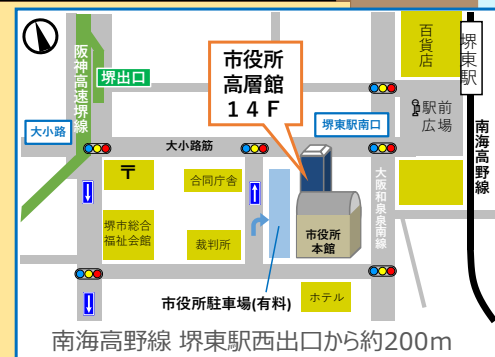 百貨店
堺東駅
市役所
高層館
14F
阪神高速堺線
堺出口
駅前
広場
大小路
堺東駅南口
南海高野線
大小路筋
〒
合同庁舎
大阪和泉泉南線
堺市総合
福祉会館
裁判所
市役所
本館
市役所駐車場(有料)
ホテル
南海高野線 堺東駅西出口から約200m